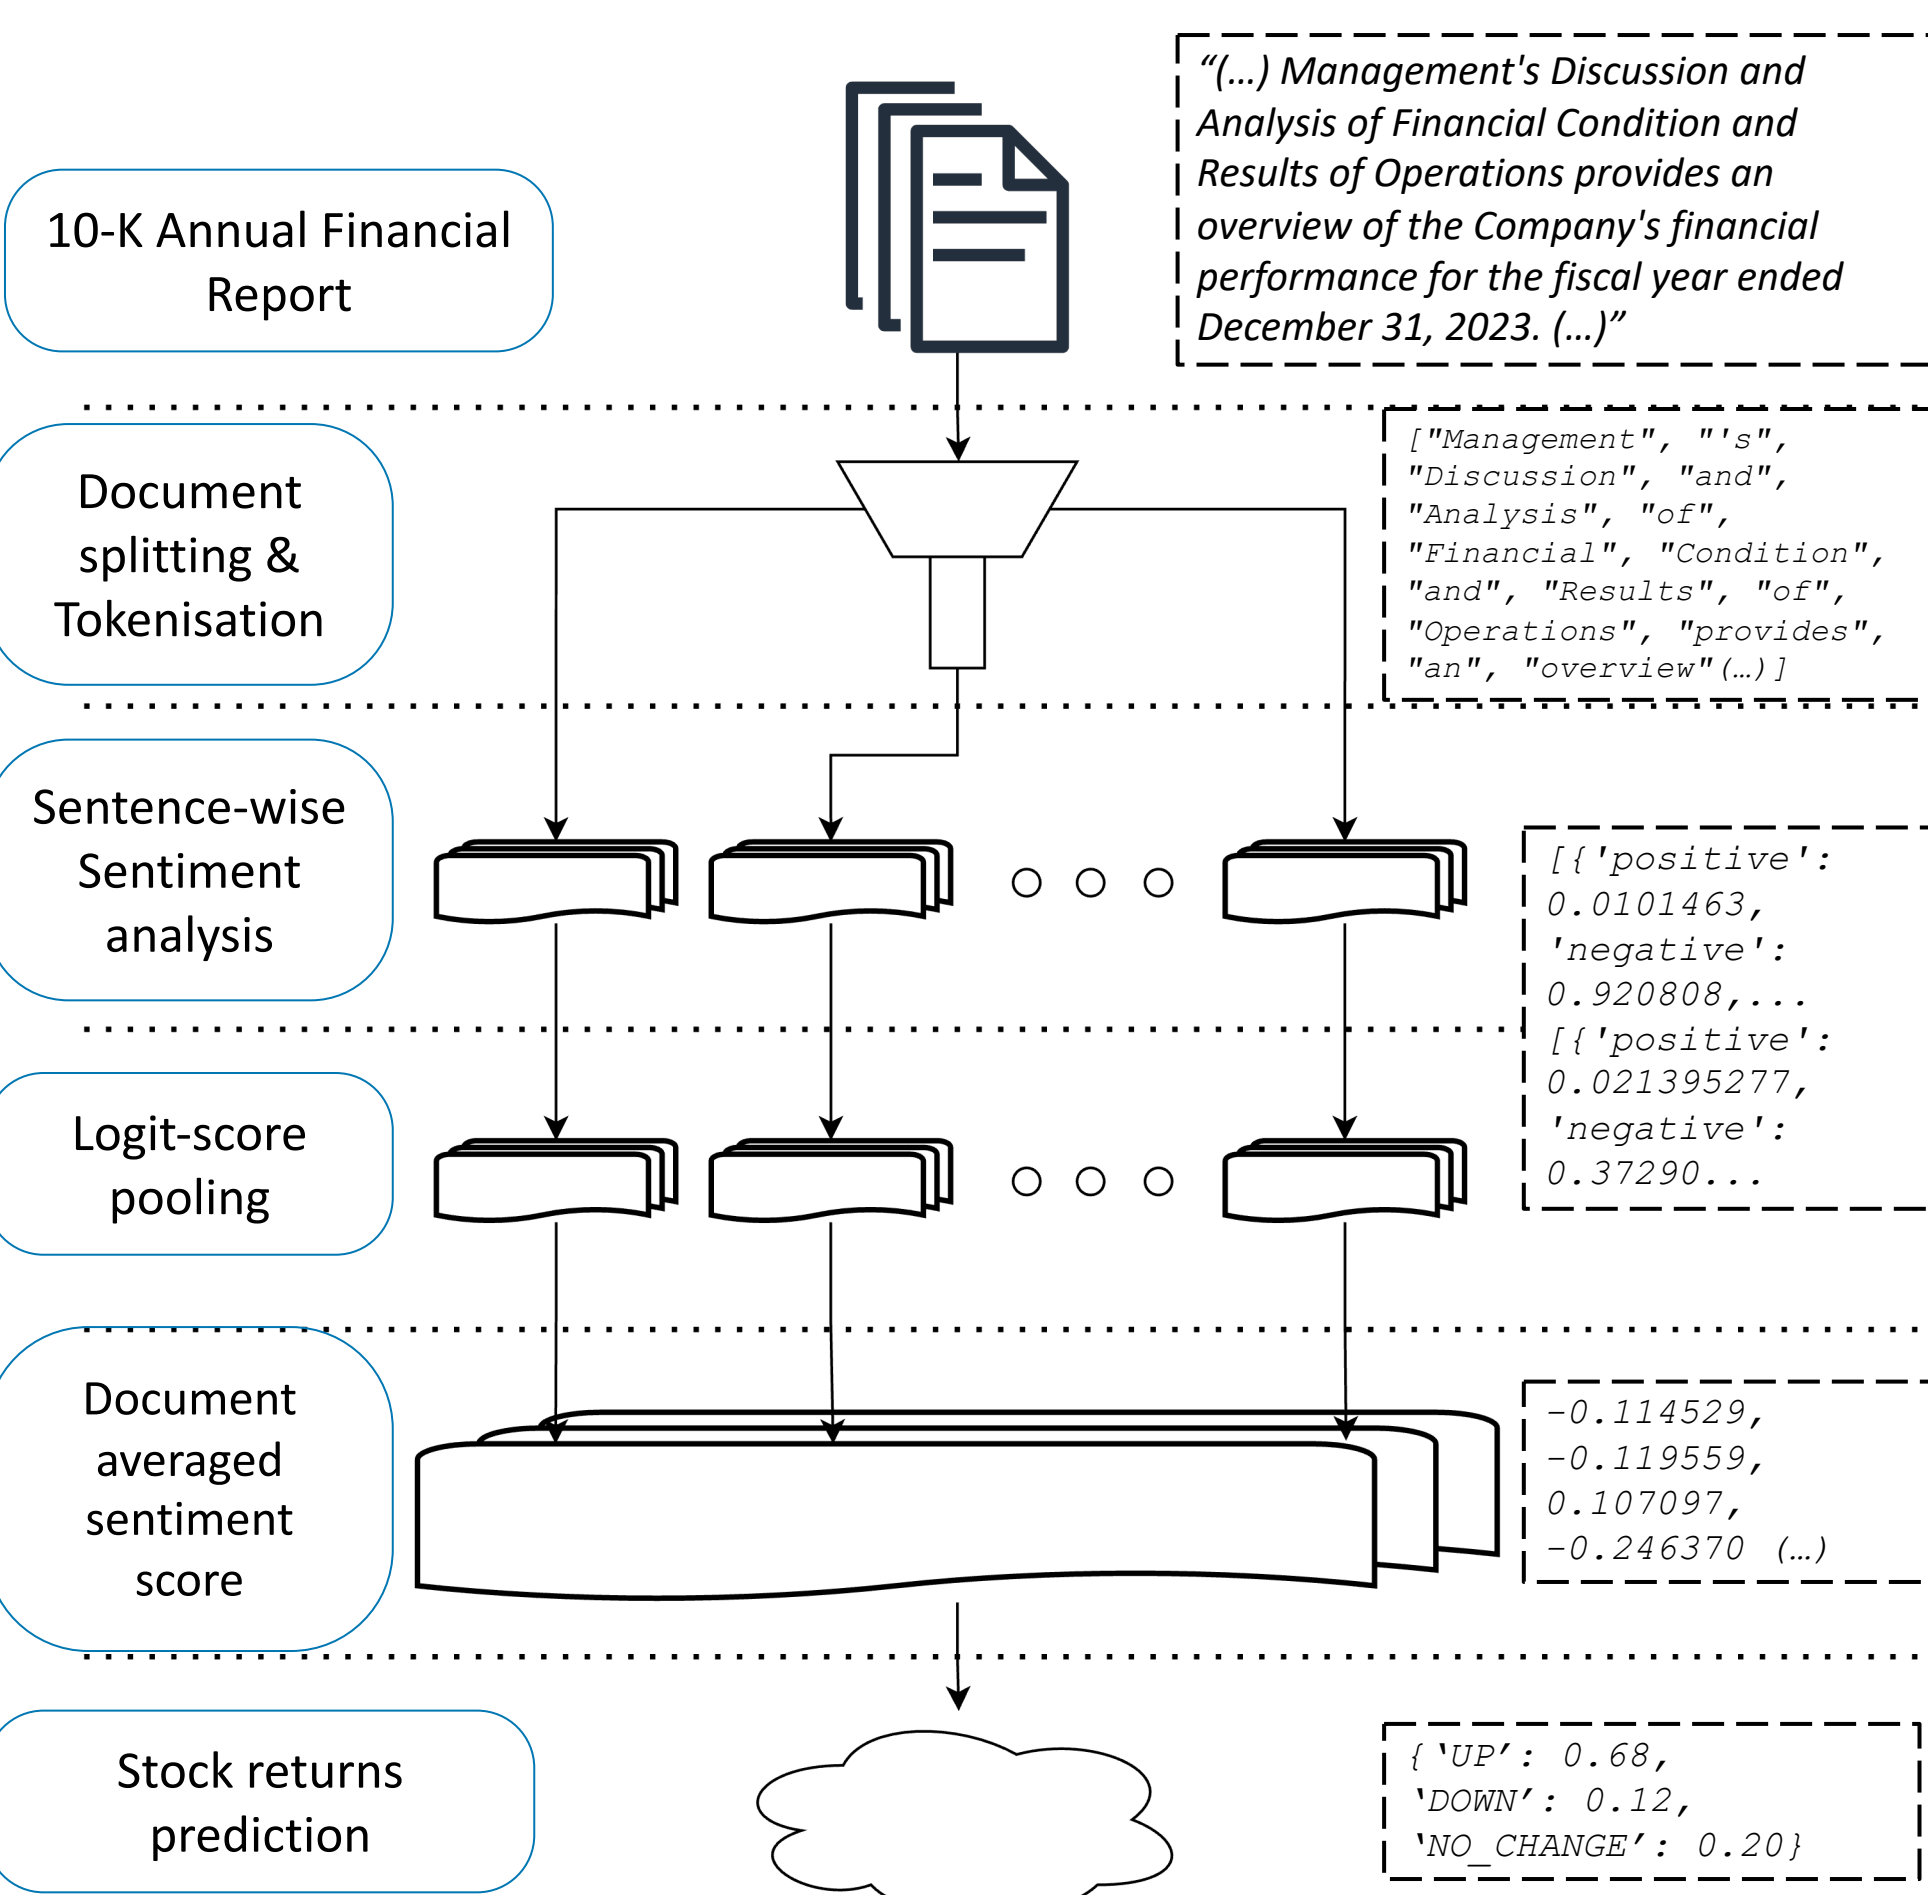 “(…) Management's Discussion and
Analysis of Financial Condition and
Results of Operations provides an
overview of the Company's financial
performance for the fiscal year ended
December 31, 2023. (…)”
10-K Annual Financial
Report
["Management", "'s",
"Discussion", "and",
"Analysis", "of",
"Financial", "Condition",
"and", "Results", "of",
"Operations", "provides",
"an", "overview"(…)]
Document
splitting &
Tokenisation
Sentence-wise
Sentiment
analysis
[{'positive':
0.0101463,
'negative':
0.920808,...
[{'positive':
0.021395277,
'negative':
0.37290...
Logit-score
pooling
Document
averaged
sentiment
score
-0.114529,
-0.119559,
0.107097,
-0.246370 (…)
Stock returns
prediction
{‘UP’: 0.68,
‘DOWN’: 0.12,
‘NO_CHANGE’: 0.20}